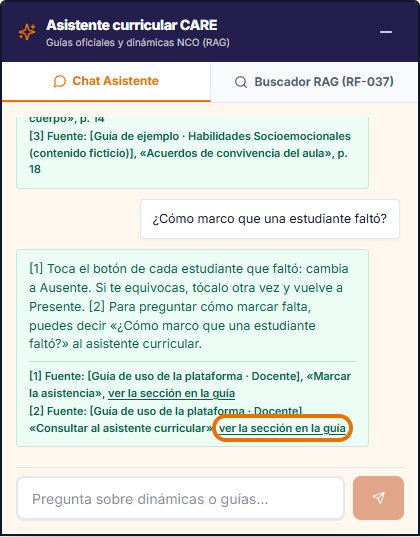 Asistente curricular CARE
Guías oficiales y dinámicas NCO (RAG)
Chat Asistente
Buscador RAG (RF-037)
cuerpo», p. 14
[3] Fuente: [Guía de ejemplo · Habilidades Socioemocionales
(contenido ficticio)], «Acuerdos de convivencia del aula», p.
18
¿Cómo marco que una estudiante faltó?
[1] Toca el botón de cada estudiante que faltó: cambia
a Ausente. Si te equivocas, tócalo otra vez y vuelve a
Presente. [2] Para preguntar cómo marcar falta,
puedes decir «¿Cómo marco que una estudiante
faltó?» al asistente curricular.
[1] Fuente: [Guía de uso de la plataforma · Docente], «Marcar
la asistencia», ver la sección en la guía
[2] Fuente: [Guía de uso de la plataforma · Docente]
«Consultar al asistente curricular» ver la sección en la guía
Pregunta sobre dinámicas o guías...